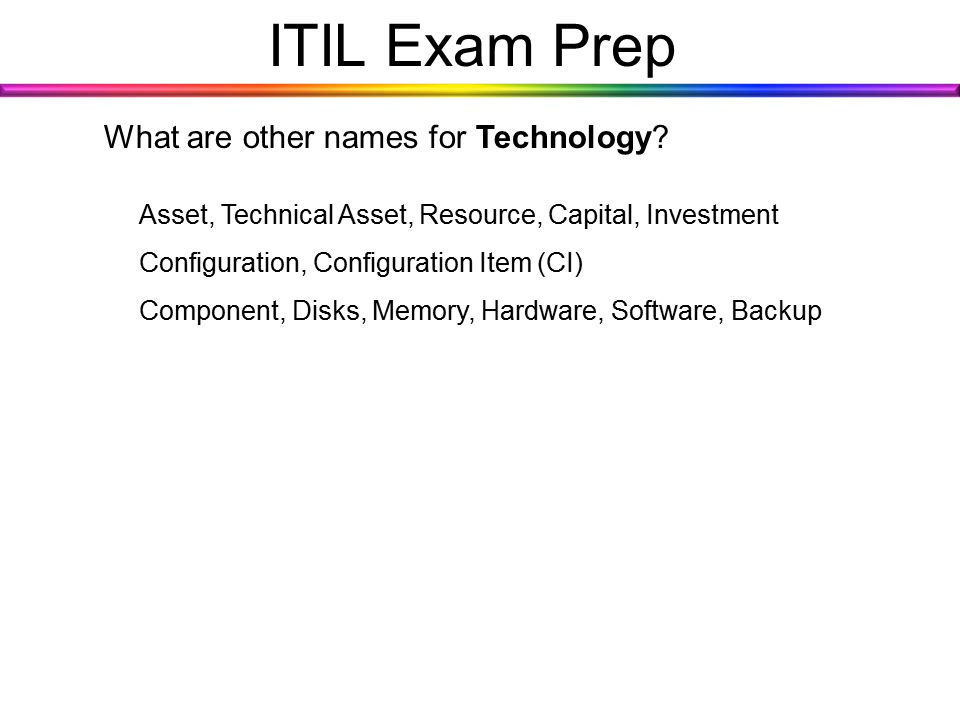 ITIL Exam Prep
What are other names for Technology?
Asset, Technical Asset, Resource, Capital, Investment
Configuration, Configuration Item (CI)
Component, Disks, Memory, Hardware, Software, Backup